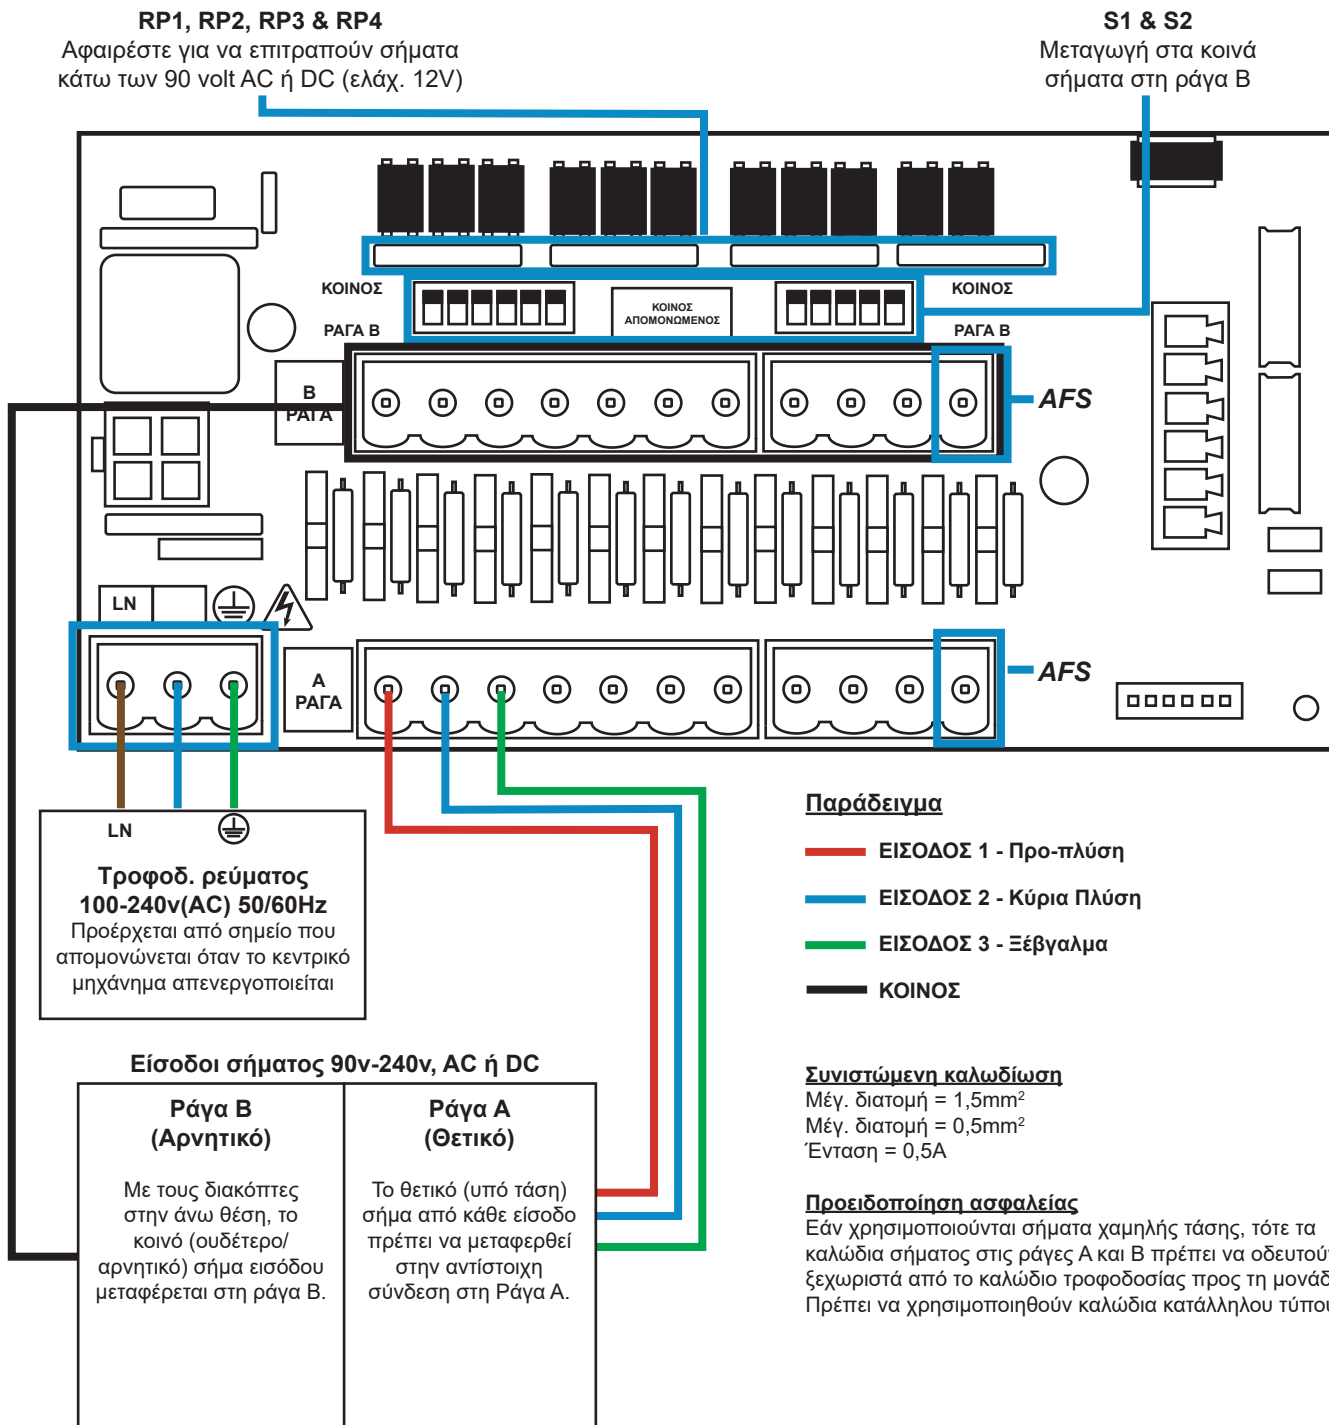 RP1, RP2, RP3 & RP4
Αφαιρέστε για να επιτραπούν σήματα
κάτω των 90 volt AC ή DC (ελάχ. 12V)
S1 & S2
Μεταγωγή στα κοινά
σήματα στη ράγα B
ΚΟΙΝΟΣ
ΡΑΓΑ B
ΚΟΙΝΟΣ
ΑΠΟΜΟΝΩΜΕΝΟΣ
ΚΟΙΝΟΣ
ΡΑΓΑ B
B
ΡΑΓΑ
AFS
LN
A
ΡΑΓΑ
AFS
LN
Τροφοδ. ρεύματος
100-240v(AC) 50/60Hz
Προέρχεται από σημείο που
απομονώνεται όταν το κεντρικό
μηχάνημα απενεργοποιείται
Παράδειγμα
ΕΙΣΟΔΟΣ 1 - Προ-πλύση
ΕΙΣΟΔΟΣ 2 - Κύρια Πλύση
ΕΙΣΟΔΟΣ 3 - Ξέβγαλμα
ΚΟΙΝΟΣ
Είσοδοι σήματος 90v-240v, AC ή DC
Ράγα B
(Αρνητικό)
Με τους διακόπτες
στην άνω θέση, το
κοινό (ουδέτερο/
αρνητικό) σήμα εισόδου
μεταφέρεται στη ράγα B.
Ράγα A
(Θετικό)
Το θετικό (υπό τάση)
σήμα από κάθε είσοδο
πρέπει να μεταφερθεί
στην αντίστοιχη
σύνδεση στη Ράγα A.
Συνιστώμενη καλωδίωση
Μέγ. διατομή = 1,5mm²
Μέγ. διατομή = 0,5mm²
Ένταση = 0,5A
Προειδοποίηση ασφαλείας
Εάν χρησιμοποιούνται σήματα χαμηλής τάσης, τότε τα
καλώδια σήματος στις ράγες A και B πρέπει να οδευτούν
ξεχωριστά από το καλώδιο τροφοδοσίας προς τη μονάδ
Πρέπει να χρησιμοποιηθούν καλώδια κατάλληλου τύπου